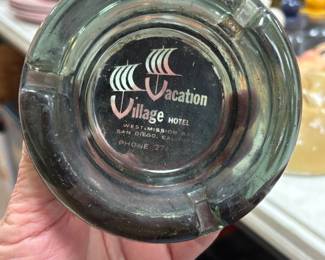 Vacation
Village HOTEL
WEST MISSION
SAN DIEGO,
PHONE